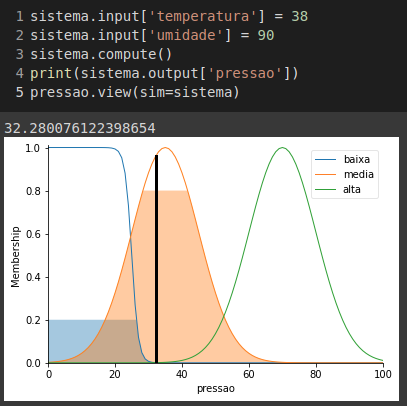 1 sistema.input['temperatura'] = 38
2 sistema.input['umidade'] = 90
3 sistema.compute()
4 print(sistema.output['pressao'])
5 pressao.view(sim=sistema)
32.280076122398654
baixa
media
alta
1.0
0.8
0.6
0.4
0.2
0.0
Membership
0 20 40 60 80 100
pressao